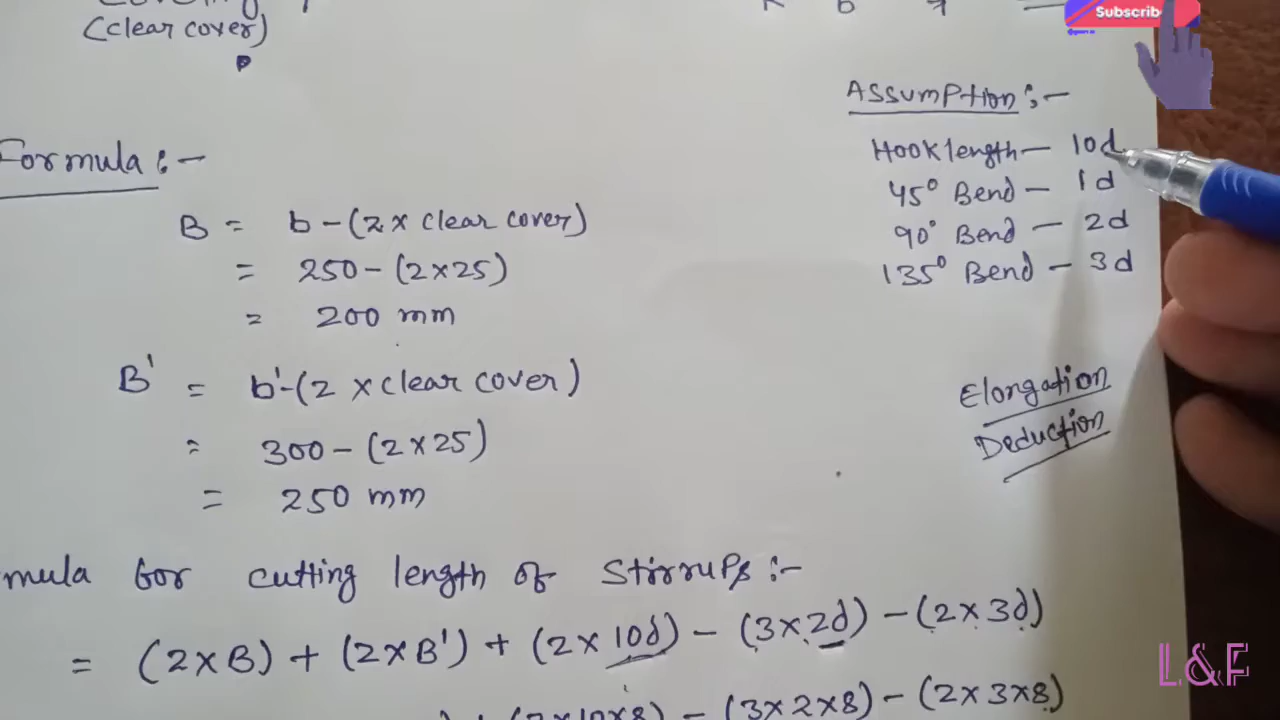 (clear cover)
Subscrib
Assumption :-
Hook length - 10d
45° Bend - 1d
90° Bend - 2d
135° Bend - 3d
Formula :-
B = b - (2 x clear cover)
= 250 - (2x25)
= 200 mm
B' = b' - (2 x clear cover)
= 300 - (2x25)
= 250 mm
Elongation
Deduction
mula for cutting length of Stirrups :-
= (2xB) + (2xB') + (2x 10d) - (3x2d) - (2x3d)
(2x10x8) - (3x2x8) - (2x3x8)
L&F